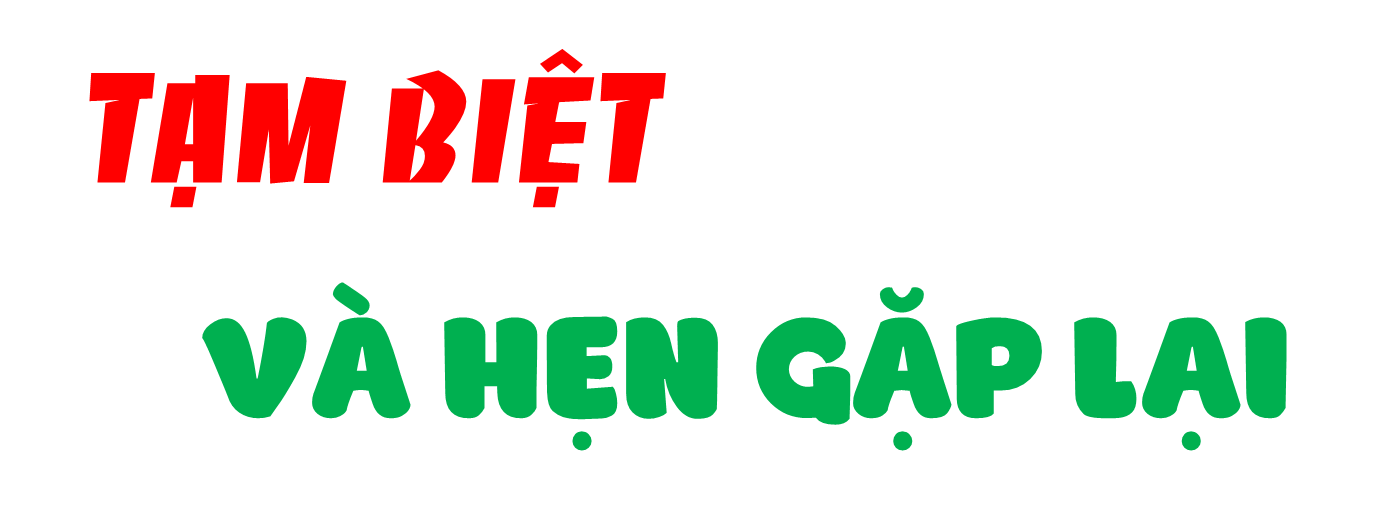 TẠM BIỆT
VÀ HẸN GẶP LẠI